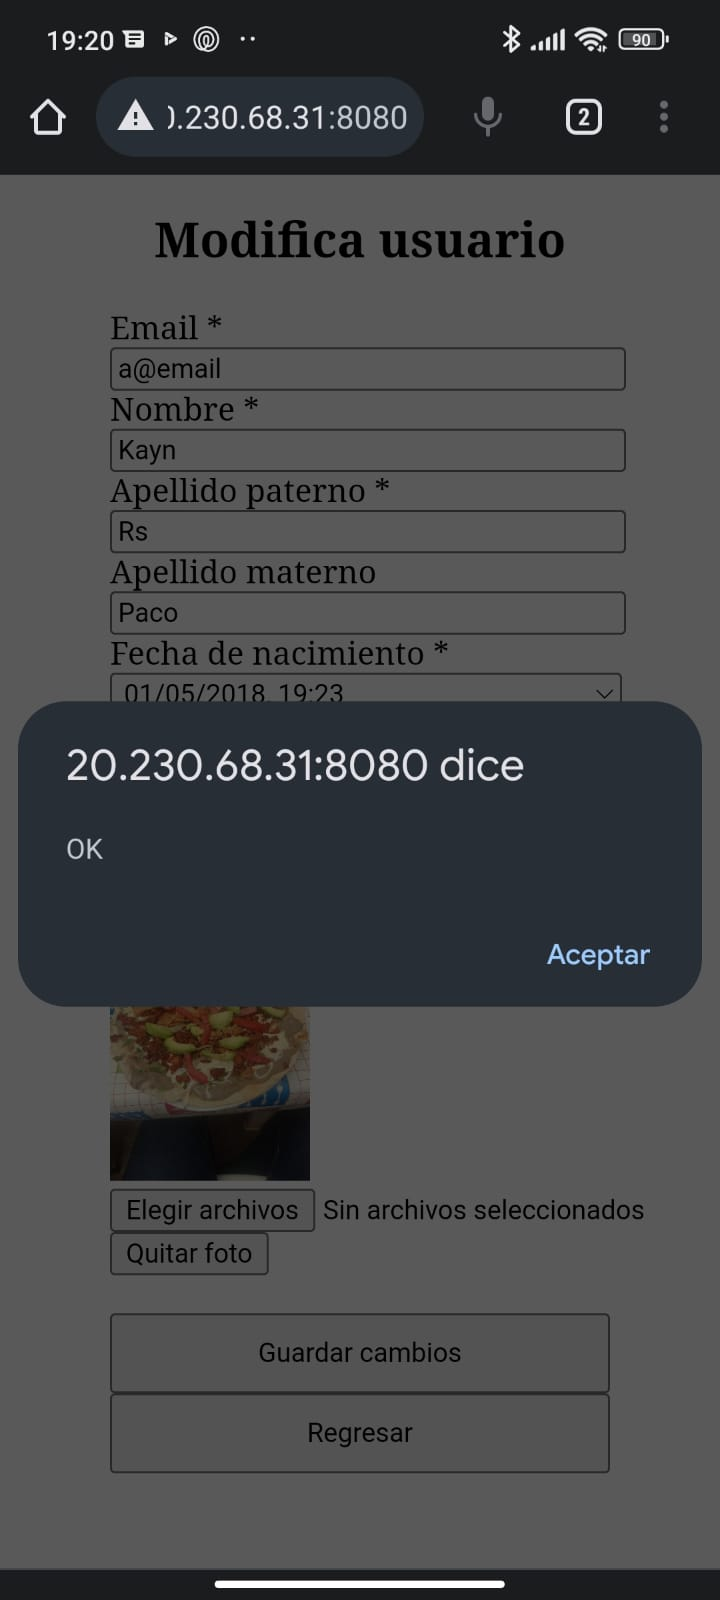 19:20
90
0.230.68.31:8080
2
Modifica usuario
Email *
a@email
Nombre *
Kayn
Apellido paterno *
Rs
Apellido materno
Paco
Fecha de nacimiento *
01/05/2018, 19:23
20.230.68.31:8080 dice
OK
Aceptar
Elegir archivos Sin archivos seleccionados
Quitar foto
Guardar cambios
Regresar